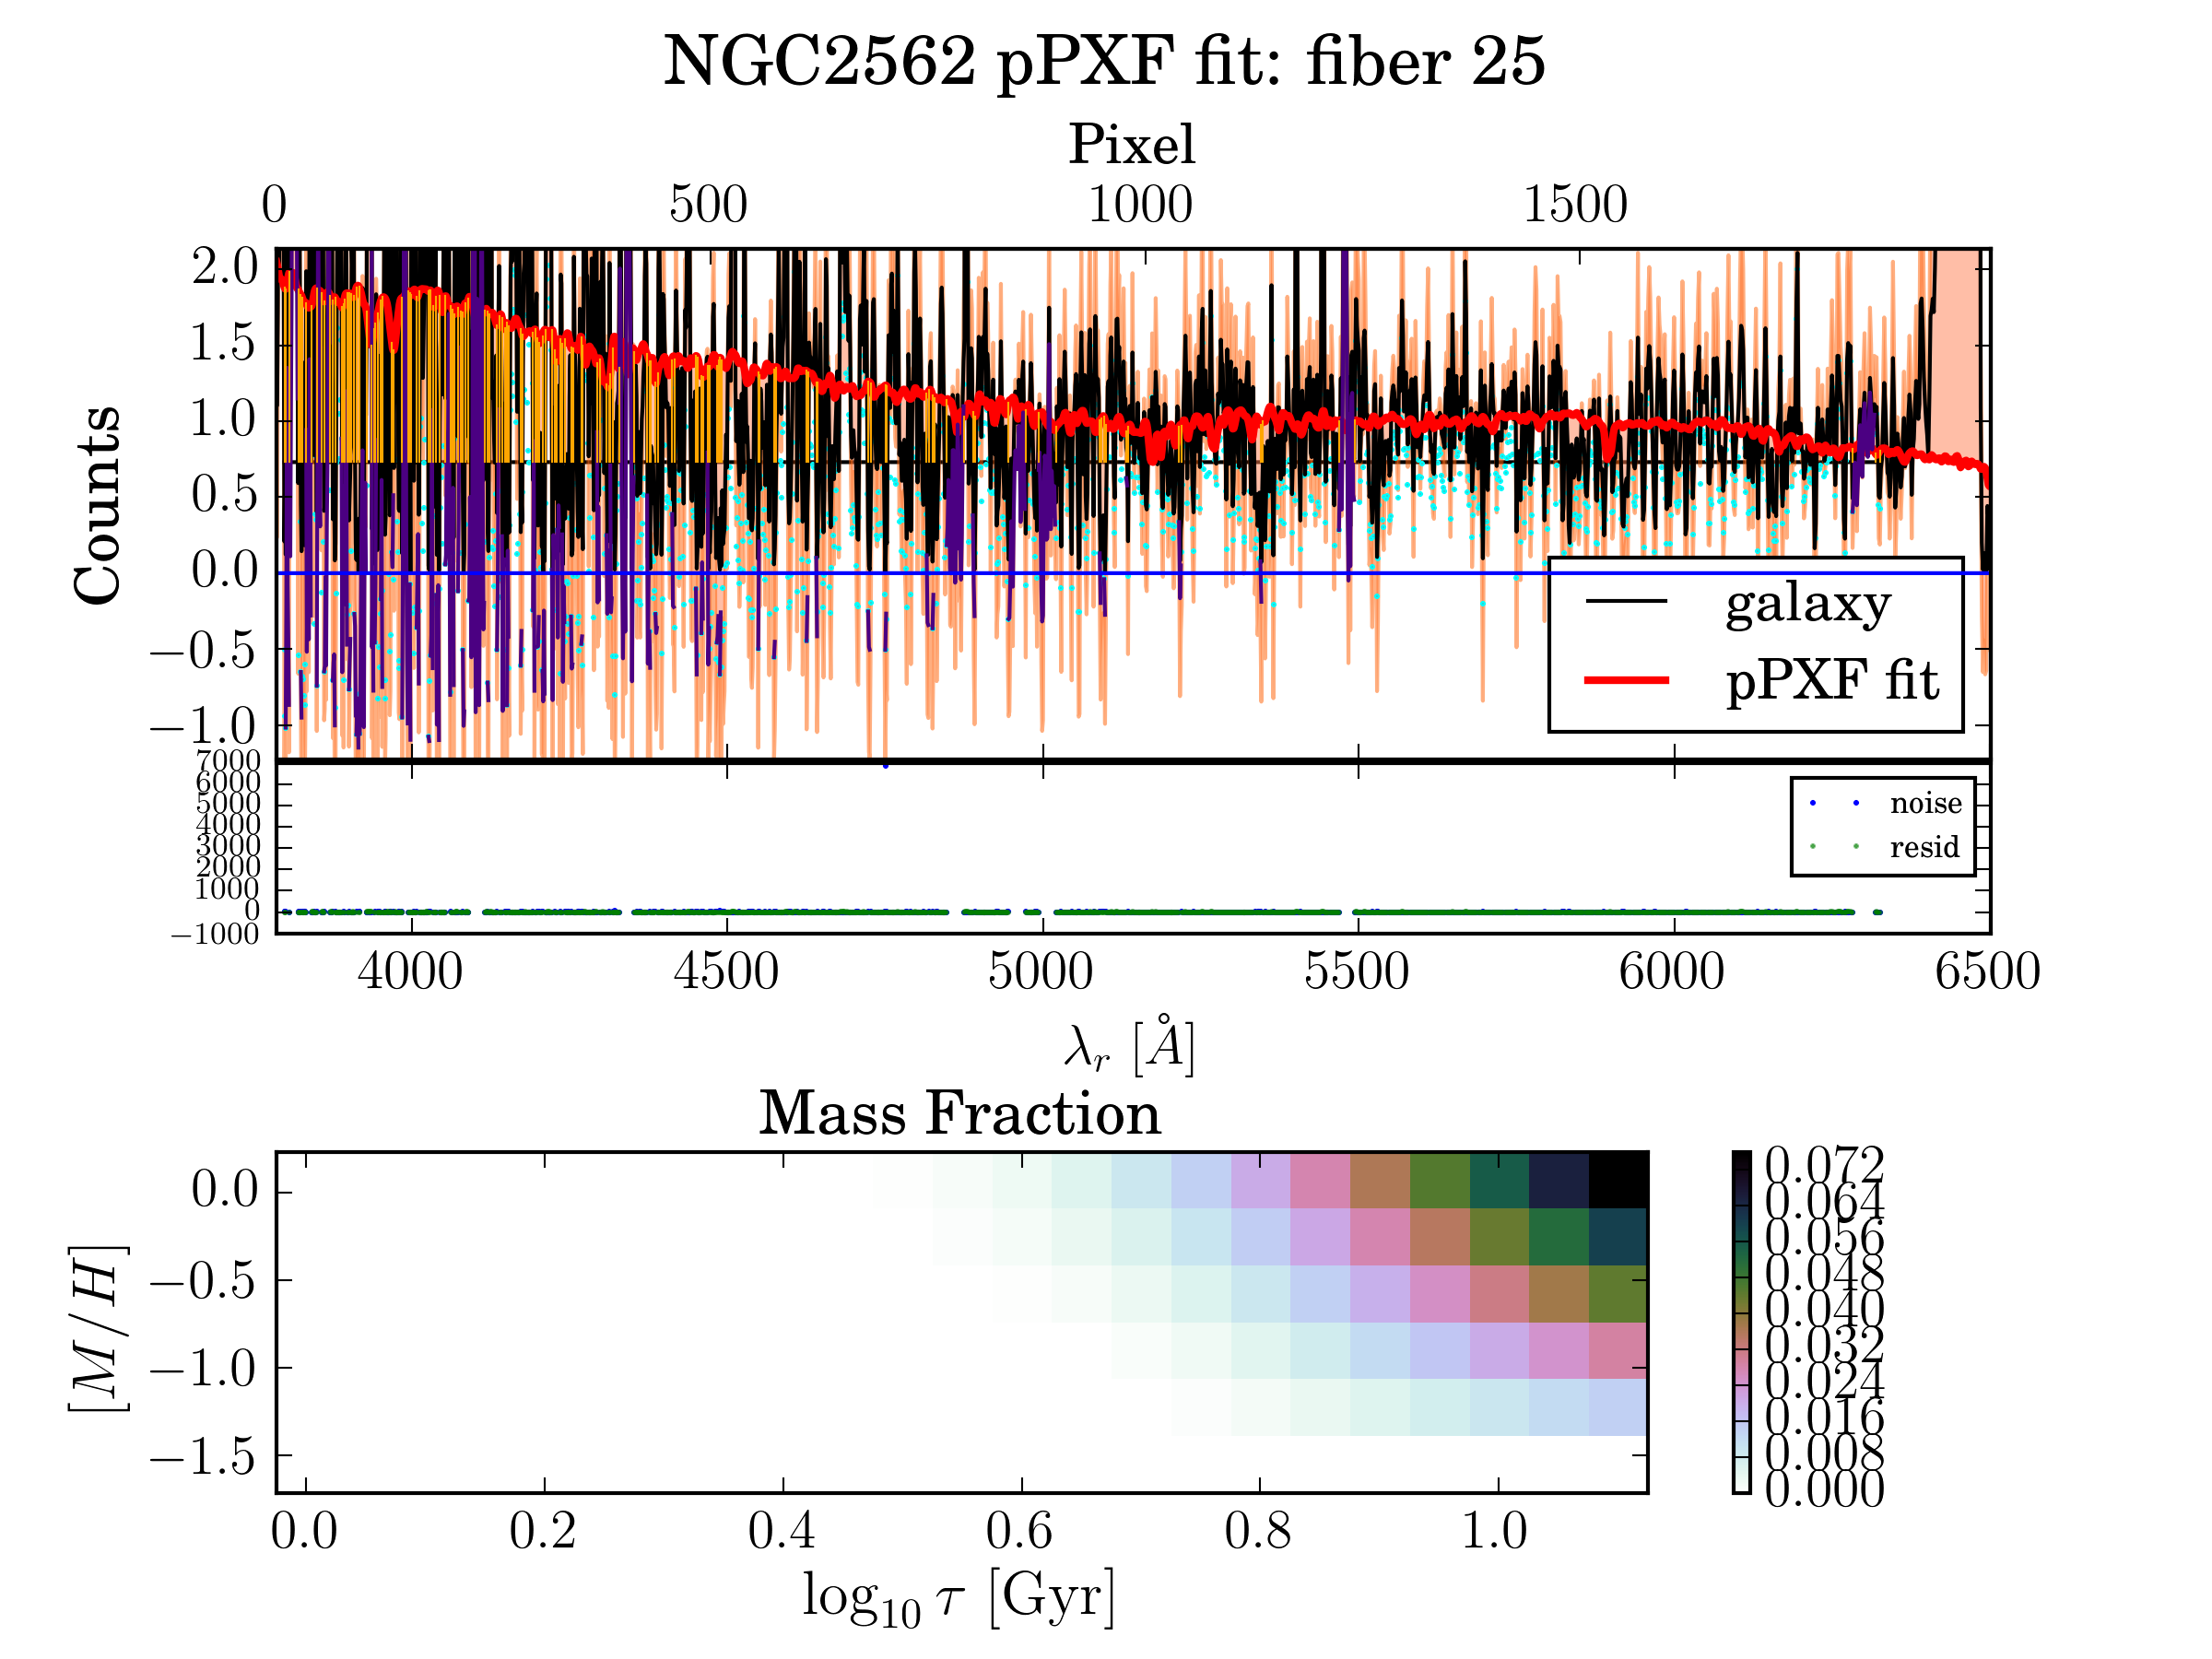 NGC2562 pPXF fit: fiber 25
Pixel
0 500 1000 1500
2.0
1.5
1.0
0.5
0.0
−0.5
−1.0
Counts
galaxy
pPXF fit
7000
6000
5000
4000
3000
2000
1000
0
−1000
noise
resid
4000 4500 5000 5500 6000 6500
λr [Å]
Mass Fraction
0.0
−0.5
−1.0
−1.5
[M/H]
0.072
0.064
0.056
0.048
0.040
0.032
0.024
0.016
0.008
0.000
0.0 0.2 0.4 0.6 0.8 1.0
log10 τ [Gyr]